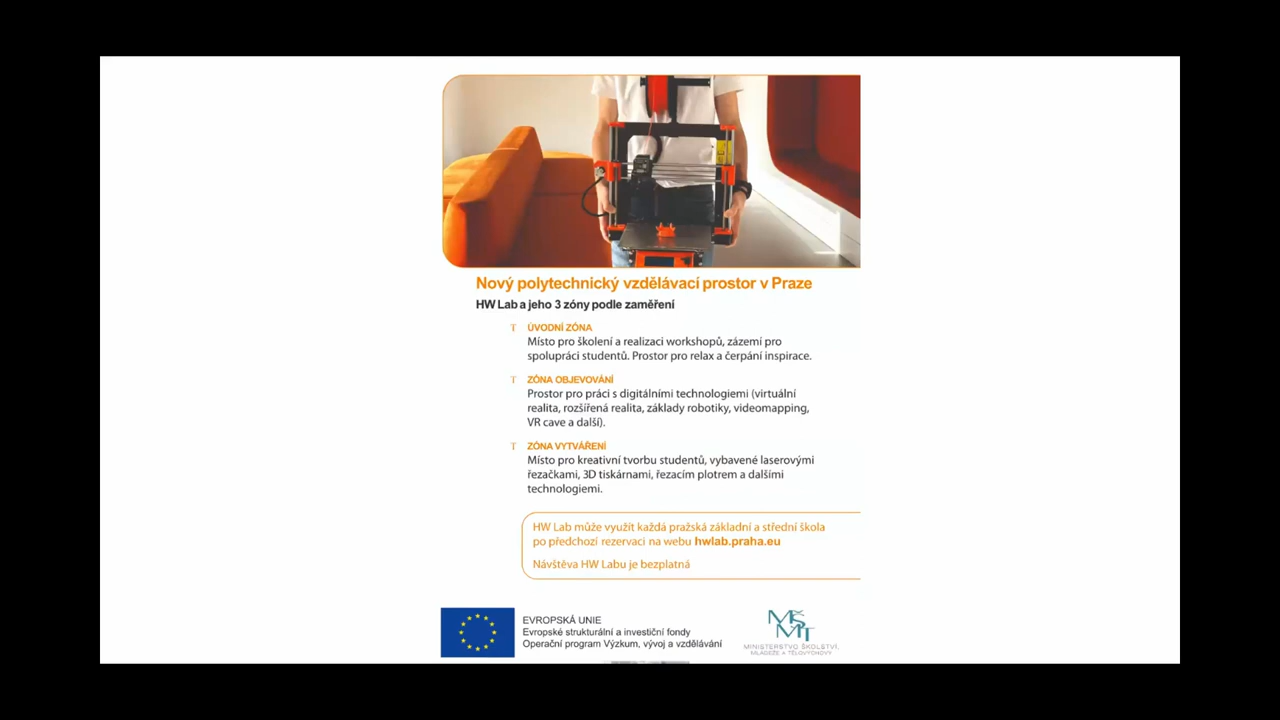 Nový polytechnický vzdělávací prostor v Praze
HW Lab a jeho 3 zóny podle zaměření
T ÚVODNÍ ZÓNA
Místo pro školení a realizaci workshopů, zázemí pro
spolupráci studentů. Prostor pro relax a čerpání inspirace.
T ZÓNA OBJEVOVÁNÍ
Prostor pro práci s digitálními technologiemi (virtuální
realita, rozšířená realita, základy robotiky, videomapping,
VR cave a další).
T ZÓNA VYTVÁŘENÍ
Místo pro kreativní tvorbu studentů, vybavené laserovými
řezačkami, 3D tiskárnami, řezacím plotrem a dalšími
technologiemi.
HW Lab může využít každá pražská základní a střední škola
po předchozí rezervaci na webu hwlab.praha.eu
Návštěva HW Labu je bezplatná
EVROPSKÁ UNIE
Evropské strukturální a investiční fondy
Operační program Výzkum, vývoj a vzdělávání
MŠMT
MINISTERSTVO ŠKOLSTVÍ,
MLÁDEŽE A TĚLOVÝCHOVY